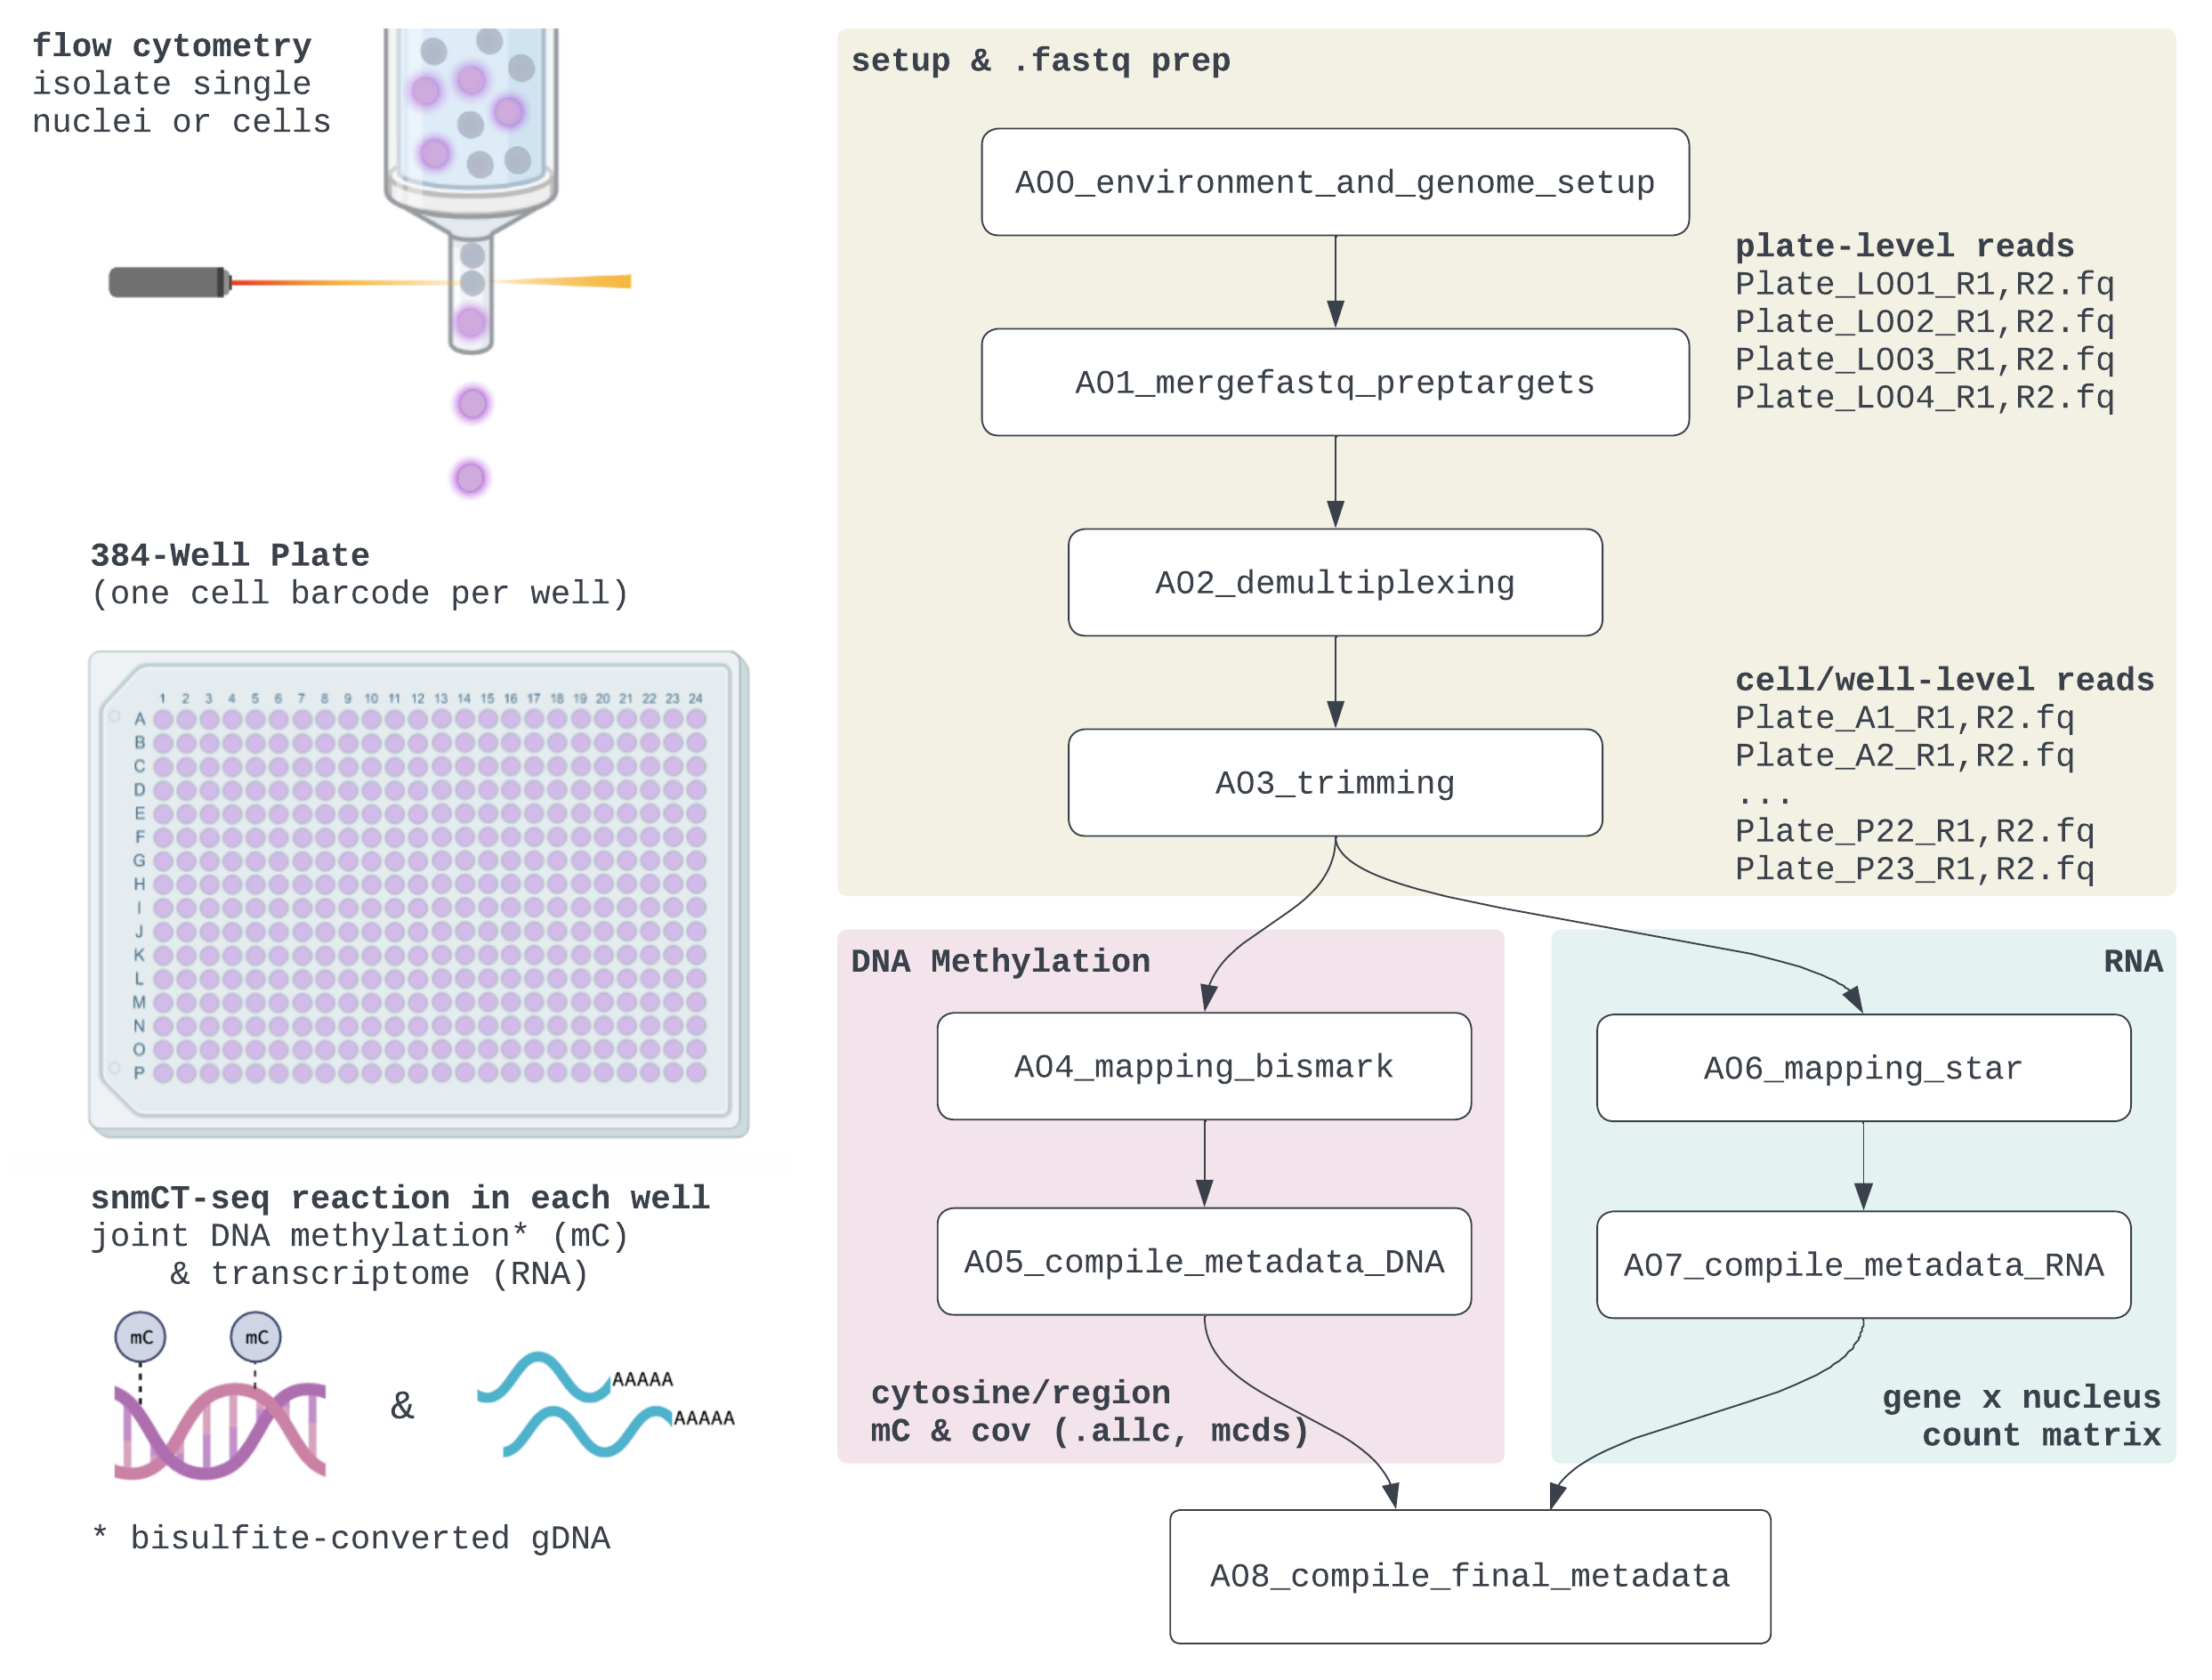 flow cytometry
isolate single
nuclei or cells
384-Well Plate
(one cell barcode per well)
1 2 3 4 5 6 7 8 9 10 11 12 13 14 15 16 17 18 19 20 21 22 23 24
A
B
C
D
E
F
G
H
I
J
K
L
M
N
O
P
snmCT-seq reaction in each well
joint DNA methylation* (mC)
& transcriptome (RNA)
mC mC
&
AAAAA
AAAAA
* bisulfite-converted gDNA
setup & .fastq prep
A00_environment_and_genome_setup
plate-level reads
Plate_L001_R1,R2.fq
Plate_L002_R1,R2.fq
Plate_L003_R1,R2.fq
Plate_L004_R1,R2.fq
A01_mergefastq_preptargets
A02_demultiplexing
A03_trimming
cell/well-level reads
Plate_A1_R1,R2.fq
Plate_A2_R1,R2.fq
...
Plate_P22_R1,R2.fq
Plate_P23_R1,R2.fq
DNA Methylation
A04_mapping_bismark
A05_compile_metadata_DNA
cytosine/region
mC & cov (.allc, mcds)
RNA
A06_mapping_star
A07_compile_metadata_RNA
gene x nucleus
count matrix
A08_compile_final_metadata